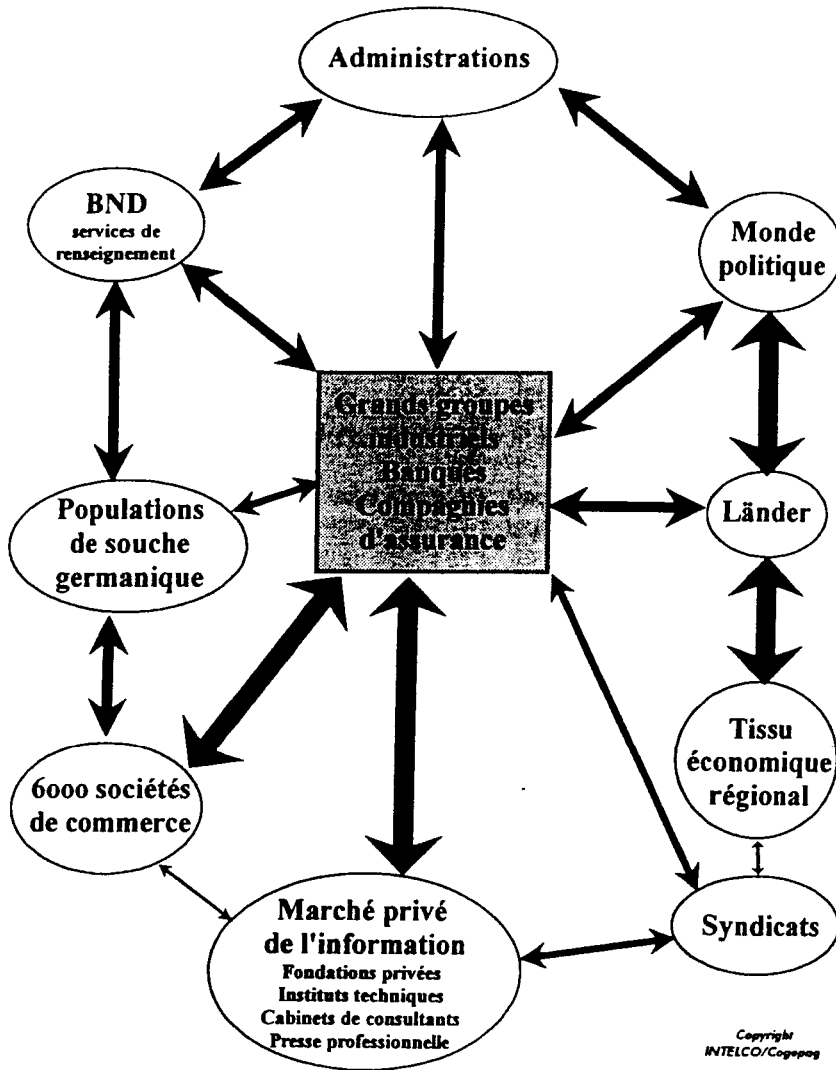 Administrations
BND
services de
renseignement
Monde
politique
Grands groupes
industriels
Banques
Compagnies
d'assurance
Populations
de souche
germanique
Länder
6000 sociétés
de commerce
Tissu
économique
régional
Marché privé
de l'information
Fondations privées
Instituts techniques
Cabinets de consultants
Presse professionnelle
Syndicats
Copyright
INTELCO/Cogepag